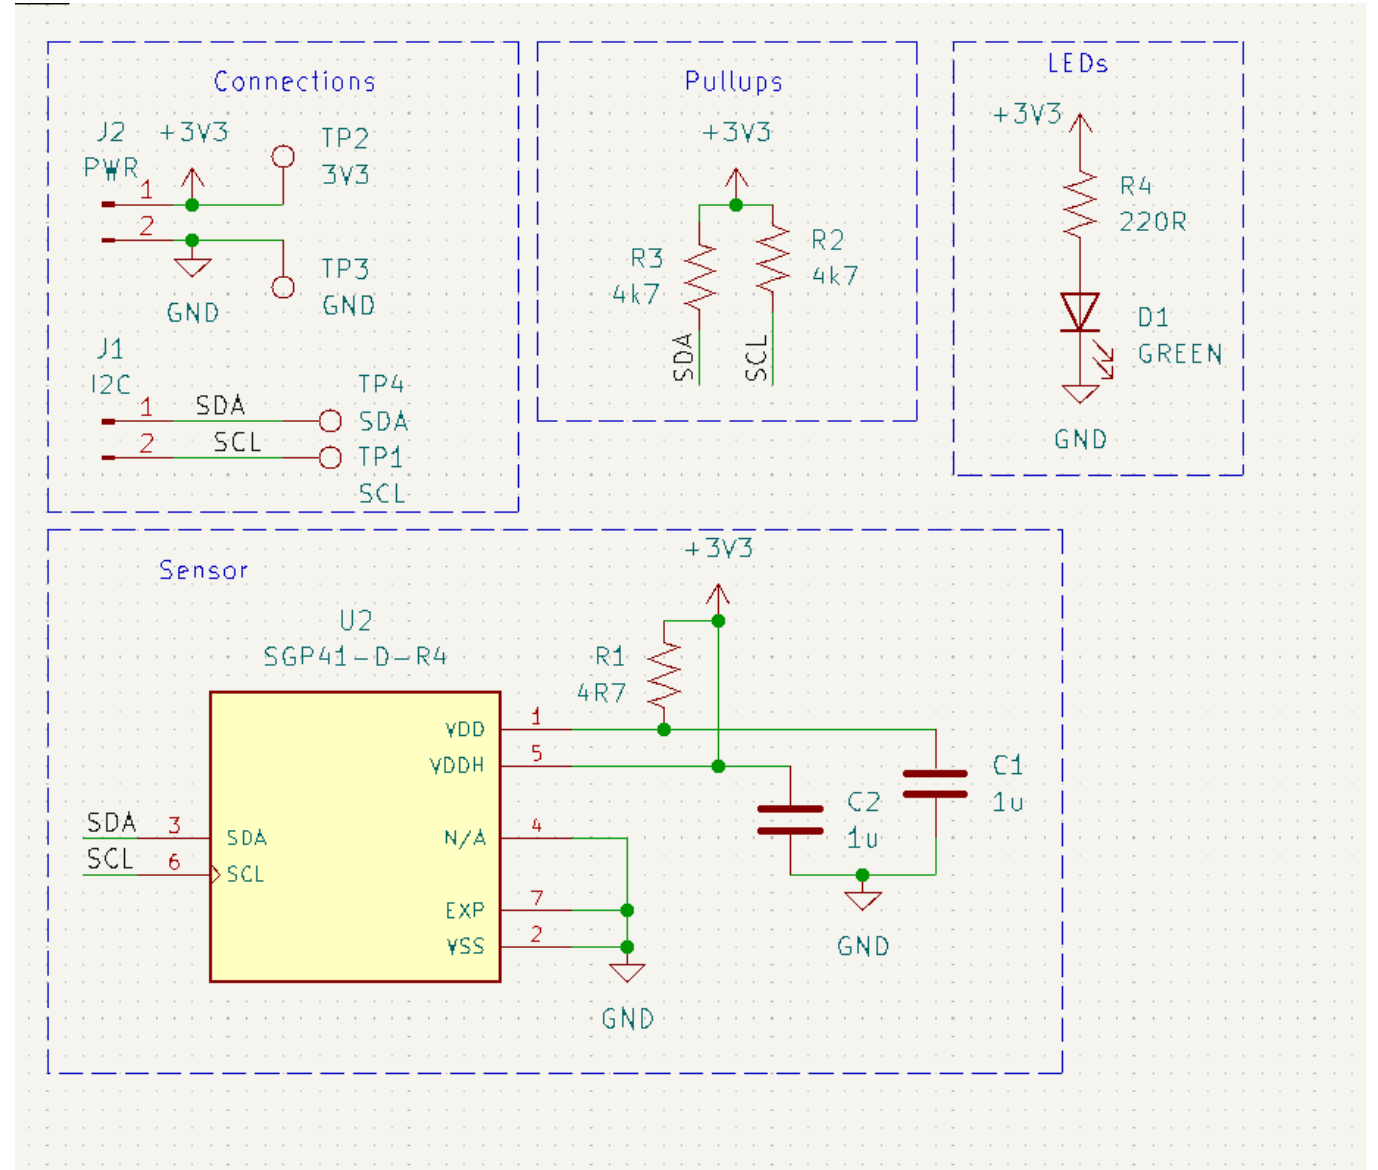 Connections
J2
PWR
+3V3
TP2
3V3
1
2
TP3
GND
GND
J1
I2C
1
SDA
2
SCL
TP4
SDA
TP1
SCL
Pullups
+3V3
R3
4k7
R2
4k7
SDA
SCL
LEDs
+3V3
R4
220R
D1
GREEN
GND
Sensor
U2
SGP41-D-R4
+3V3
R1
4R7
VDD 1
VDDH 5
SDA 3 SDA
SCL 6 SCL
N/A 4
EXP 7
VSS 2
GND
C2
1u
C1
1u
GND